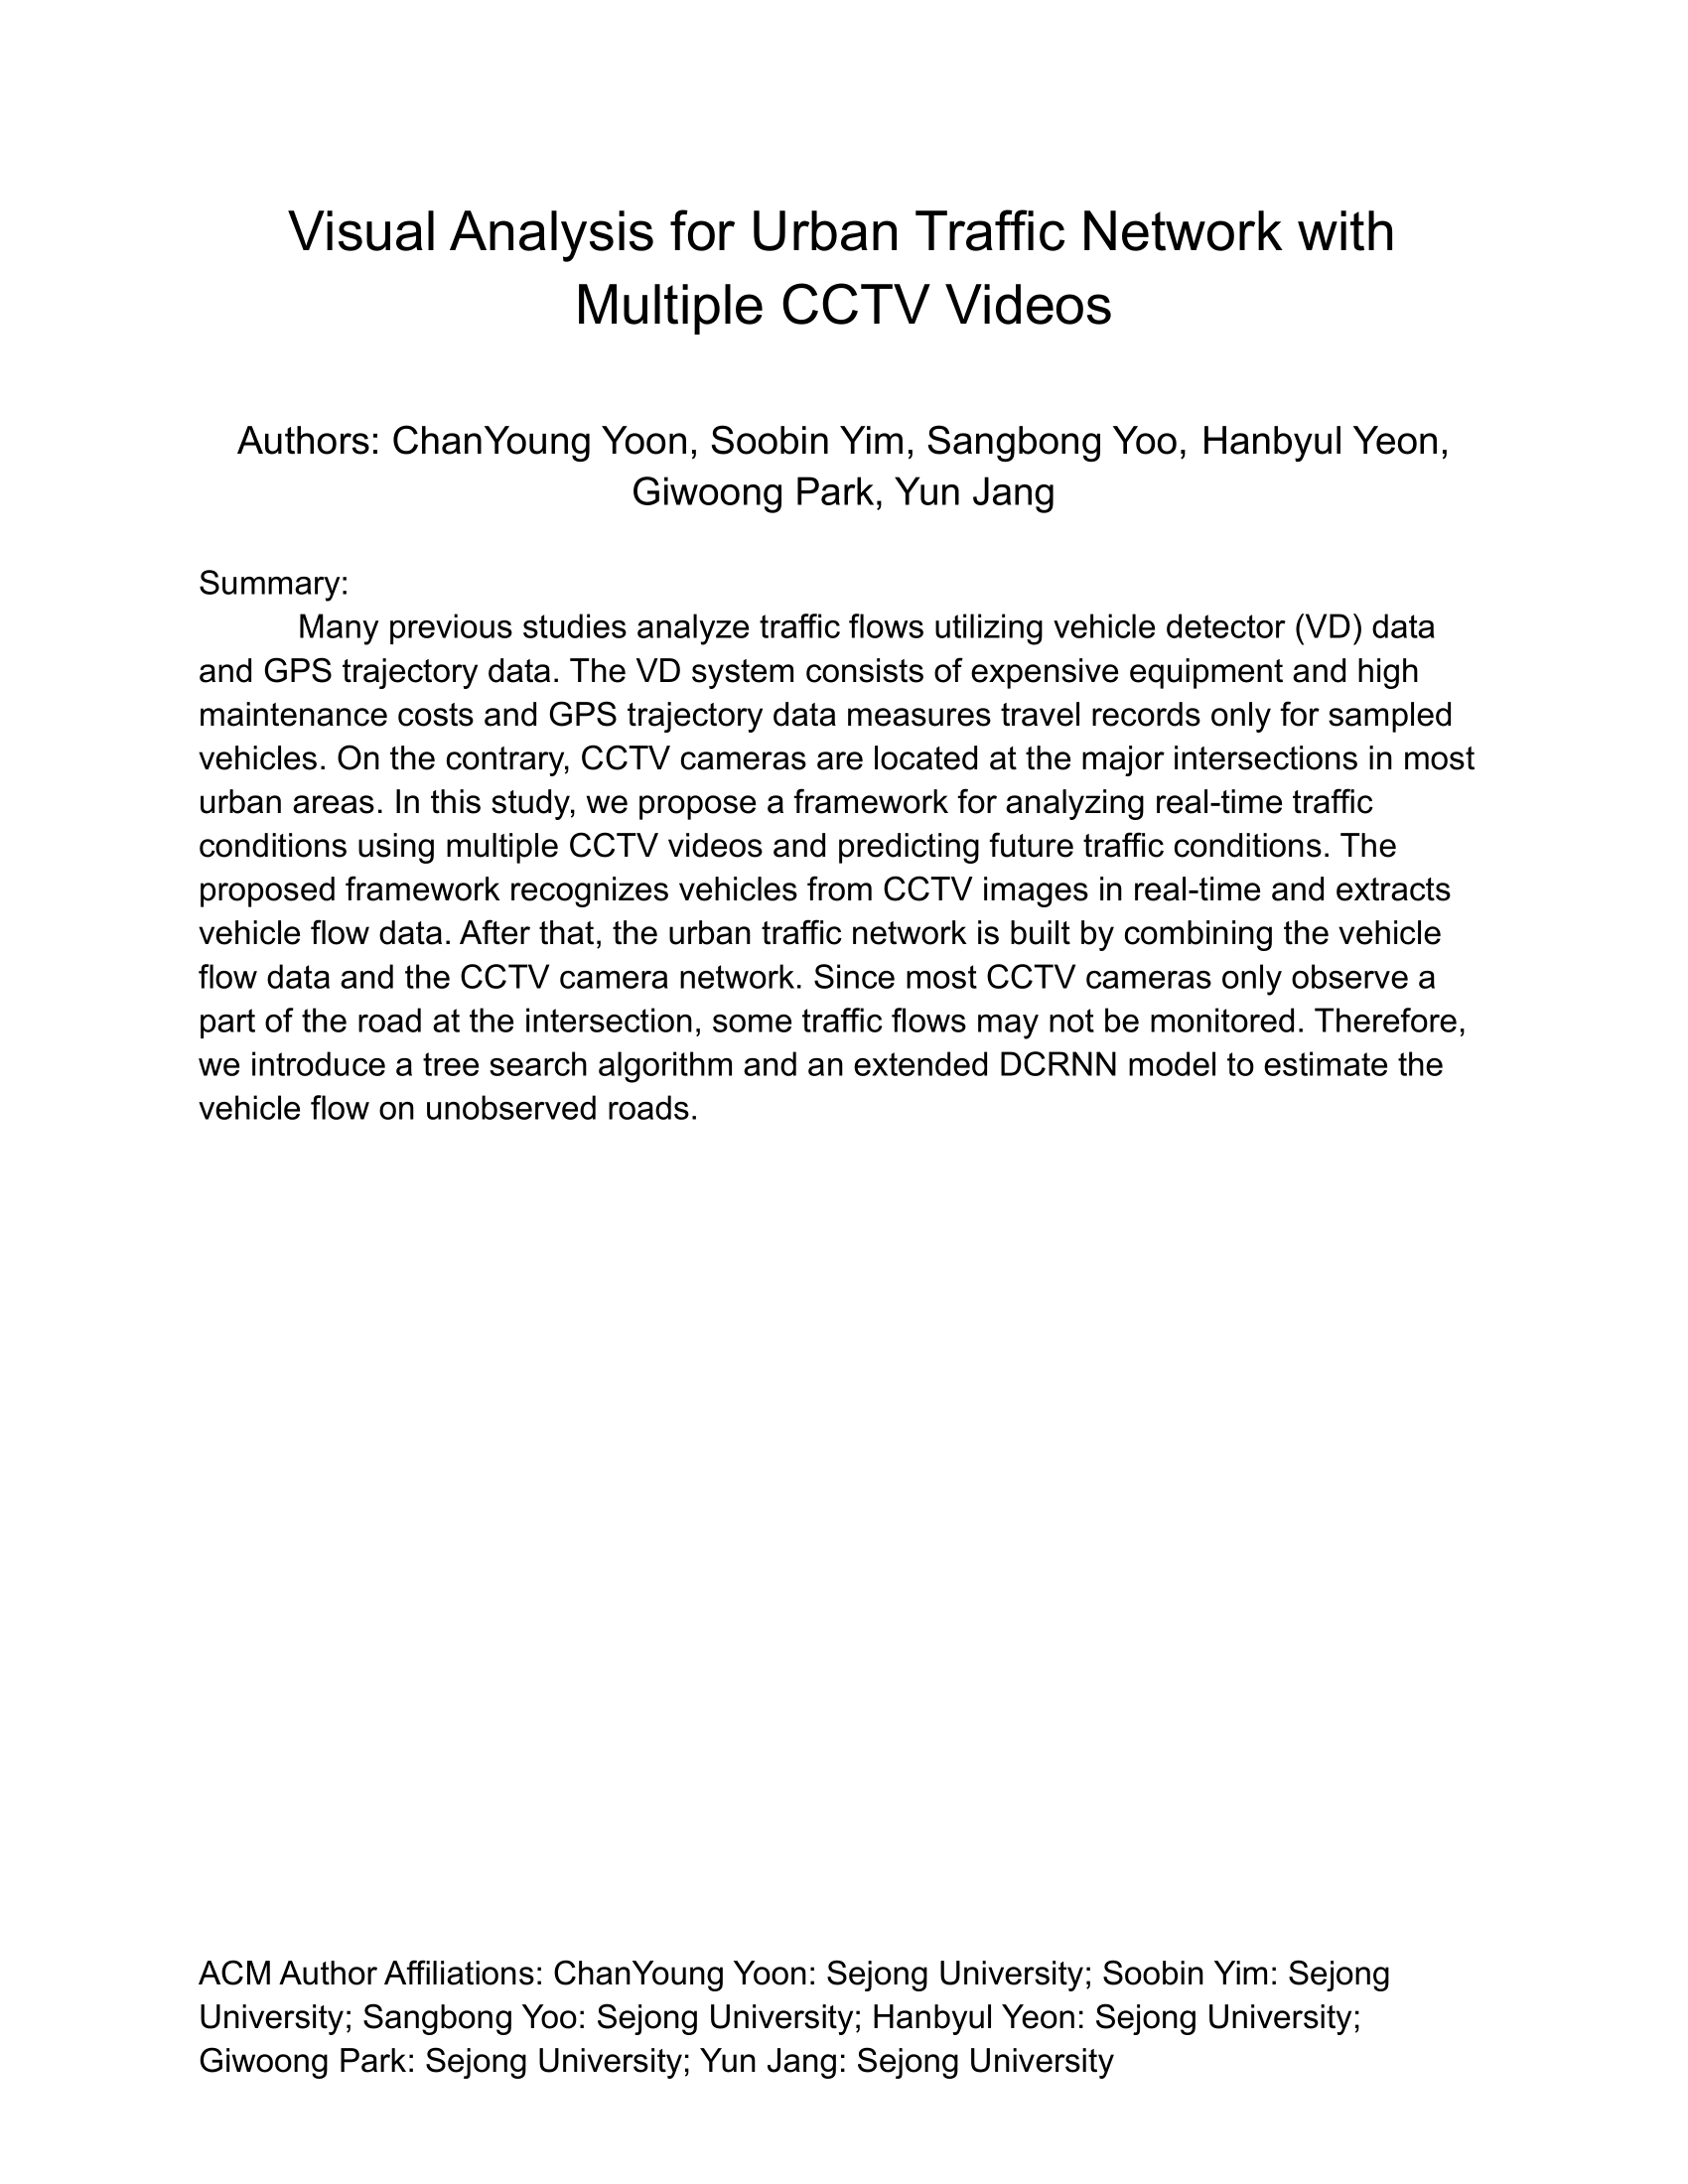 Visual Analysis for Urban Traffic Network with
Multiple CCTV Videos
Authors: ChanYoung Yoon, Soobin Yim, Sangbong Yoo, Hanbyul Yeon,
Giwoong Park, Yun Jang
Summary:
Many previous studies analyze traffic flows utilizing vehicle detector (VD) data
and GPS trajectory data. The VD system consists of expensive equipment and high
maintenance costs and GPS trajectory data measures travel records only for sampled
vehicles. On the contrary, CCTV cameras are located at the major intersections in most
urban areas. In this study, we propose a framework for analyzing real-time traffic
conditions using multiple CCTV videos and predicting future traffic conditions. The
proposed framework recognizes vehicles from CCTV images in real-time and extracts
vehicle flow data. After that, the urban traffic network is built by combining the vehicle
flow data and the CCTV camera network. Since most CCTV cameras only observe a
part of the road at the intersection, some traffic flows may not be monitored. Therefore,
we introduce a tree search algorithm and an extended DCRNN model to estimate the
vehicle flow on unobserved roads.
ACM Author Affiliations: ChanYoung Yoon: Sejong University; Soobin Yim: Sejong
University; Sangbong Yoo: Sejong University; Hanbyul Yeon: Sejong University;
Giwoong Park: Sejong University; Yun Jang: Sejong University